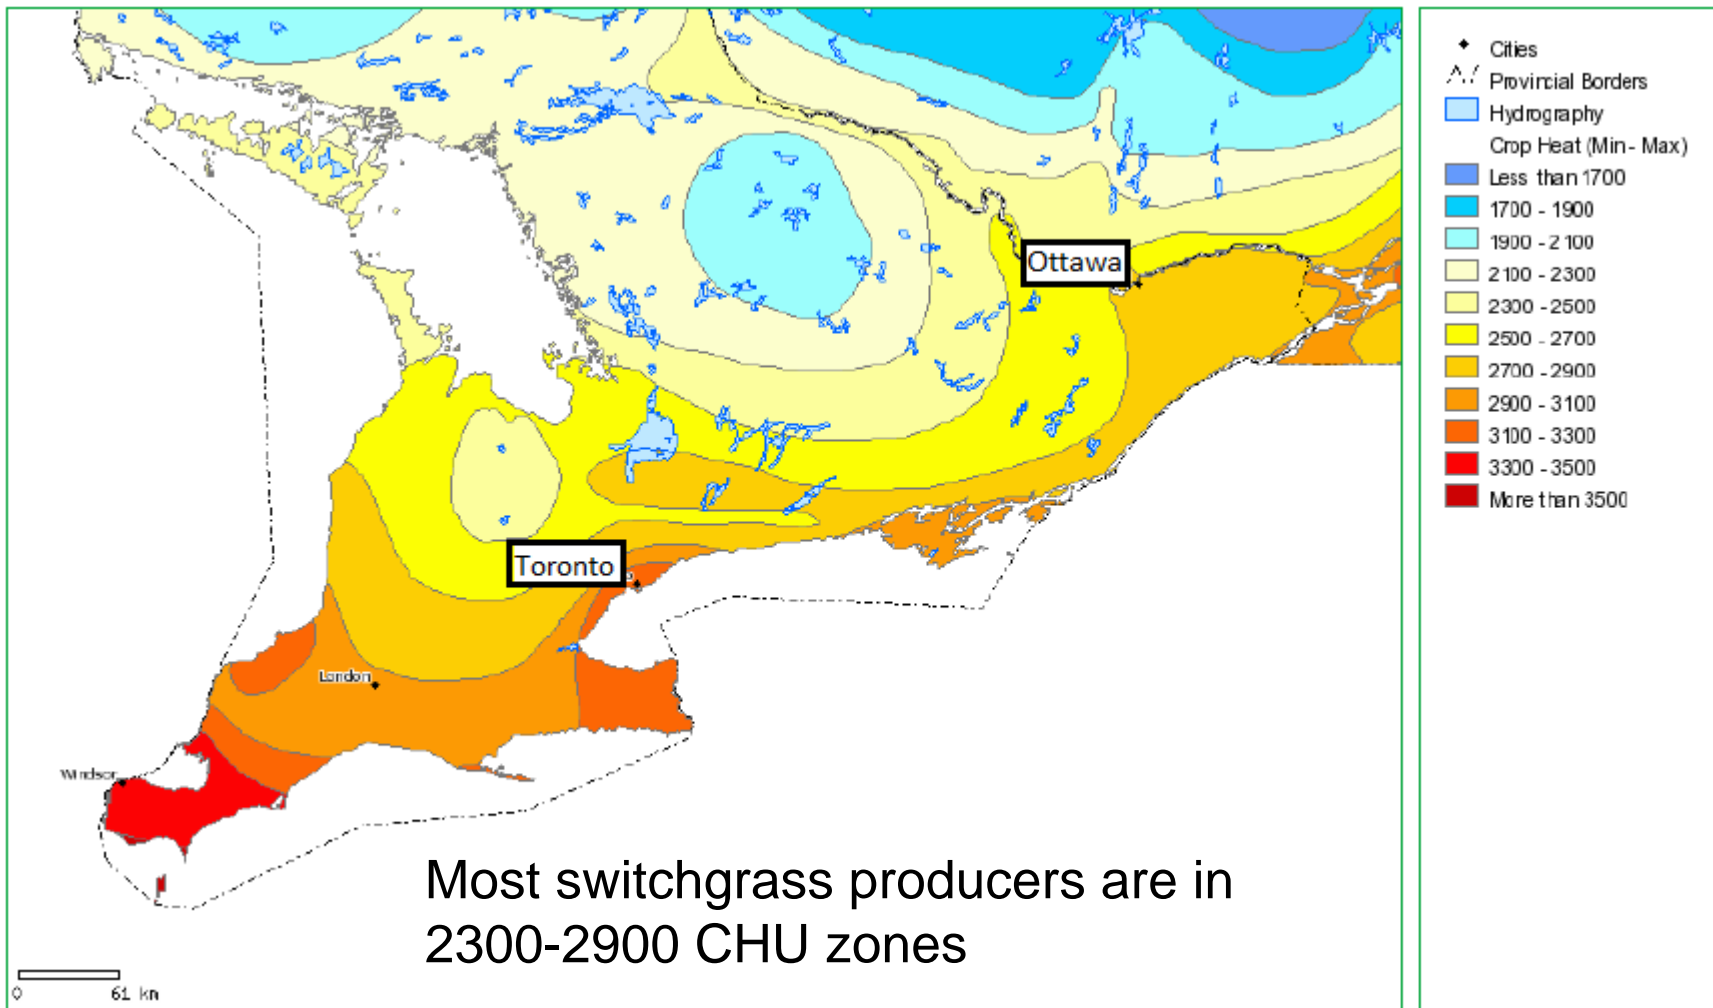 Ottawa
Toronto
London
Windsor
Most switchgrass producers are in
2300-2900 CHU zones
0
61 km
Cities
Provincial Borders
Hydrography
Crop Heat (Min - Max)
Less than 1700
1700 - 1900
1900 - 2100
2100 - 2300
2300 - 2500
2500 - 2700
2700 - 2900
2900 - 3100
3100 - 3300
3300 - 3500
More than 3500